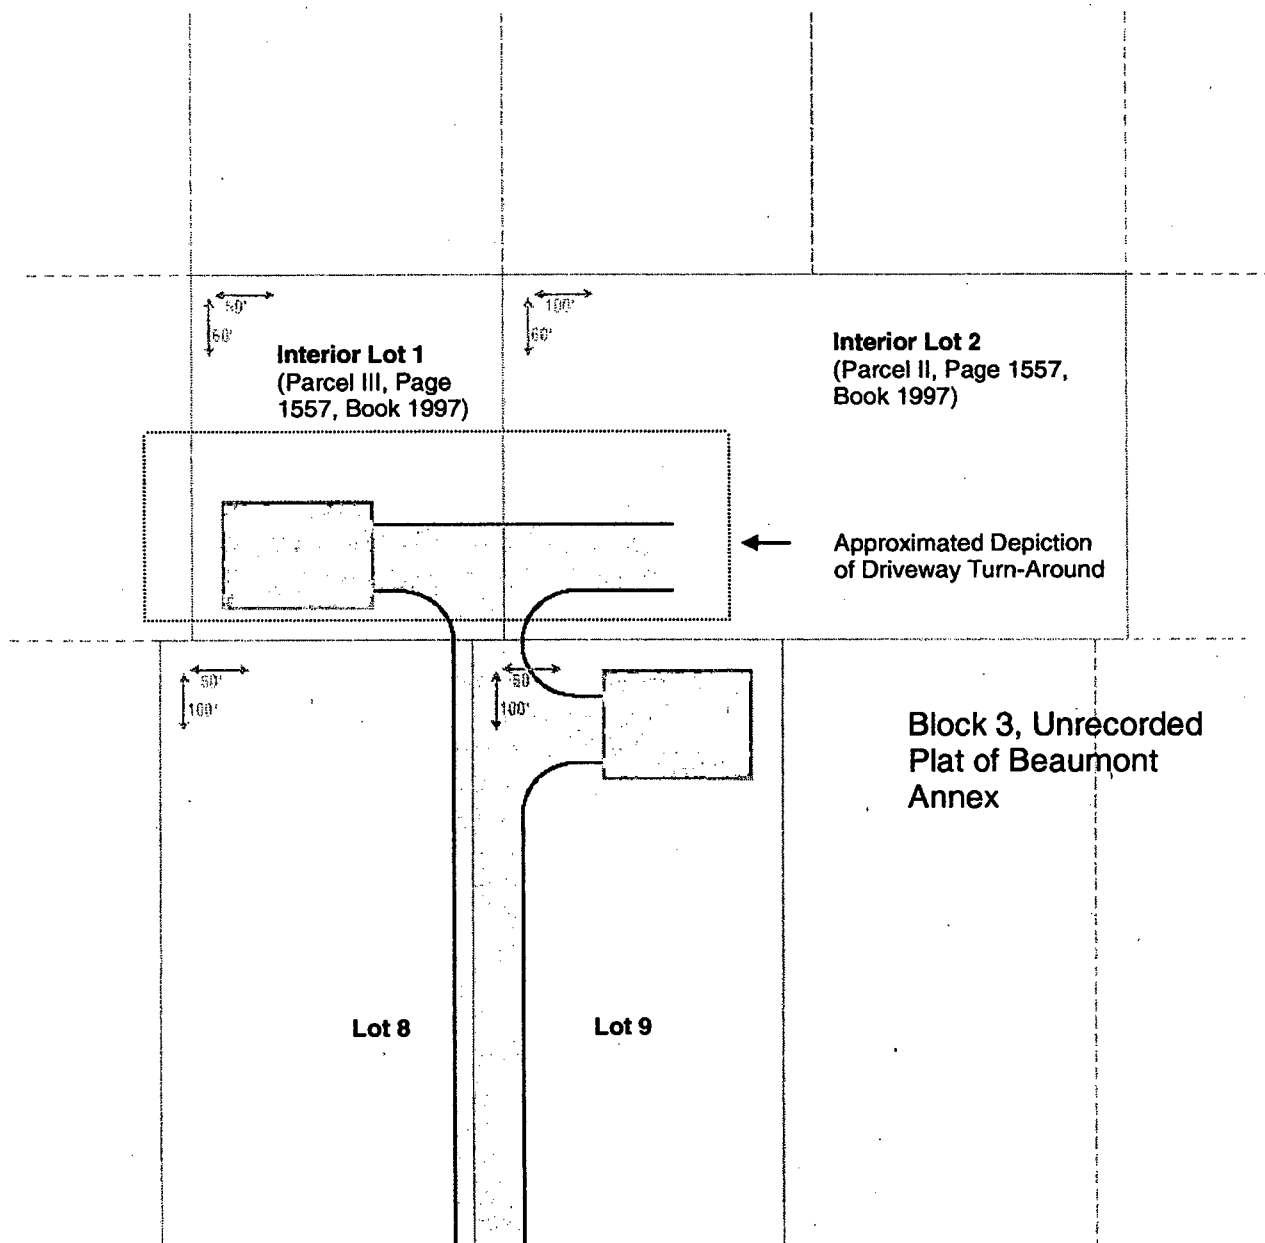 50'
60'
100'
60'
Interior Lot 1
(Parcel III, Page
1557, Book 1997)
Interior Lot 2
(Parcel II, Page 1557,
Book 1997)
Approximated Depiction
of Driveway Turn-Around
50'
100'
50
100'
Block 3, Unrecorded
Plat of Beaumont
Annex
Lot 8
Lot 9